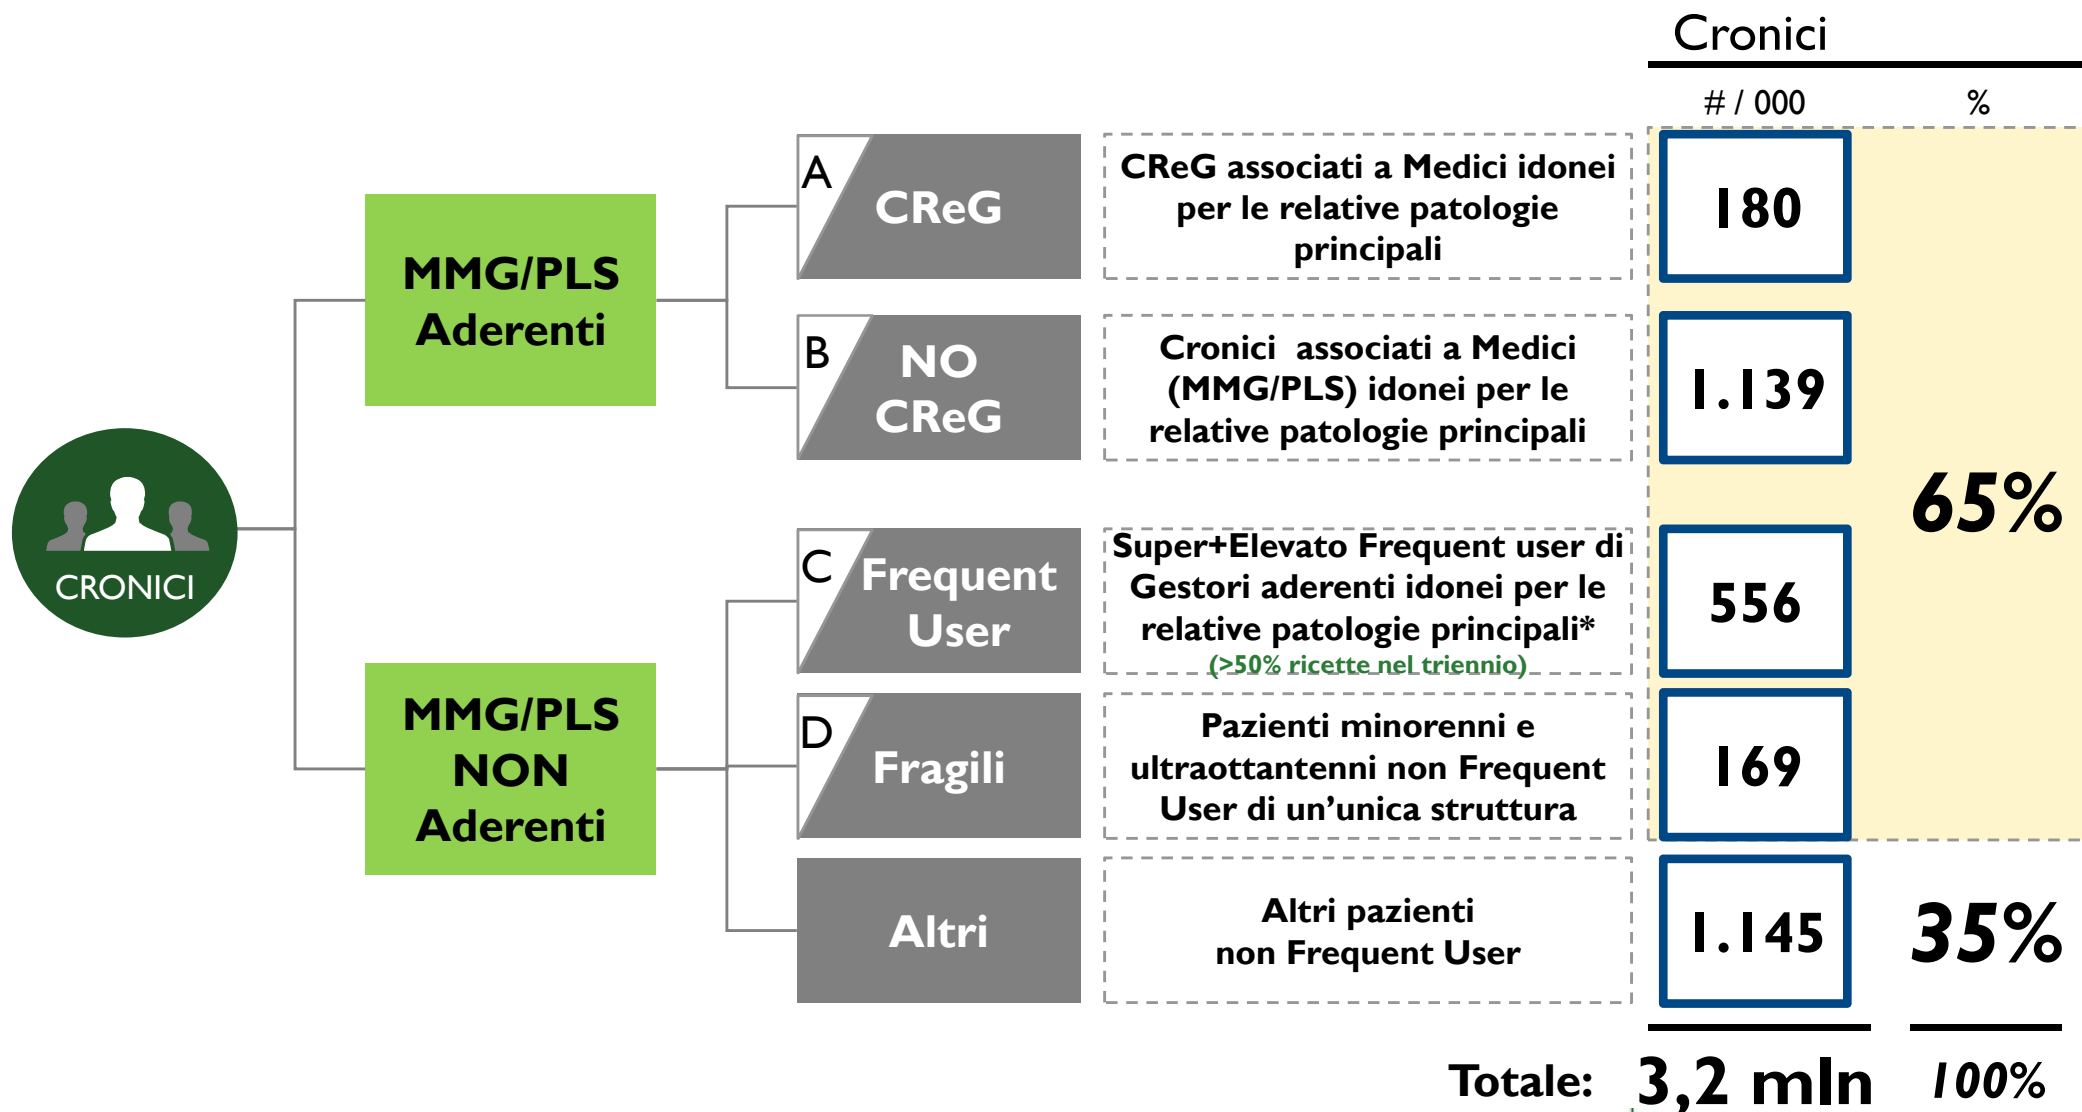 Cronici
# / 000
%
A
CReG
CReG associati a Medici idonei
per le relative patologie
principali
180
MMG/PLS
Aderenti
B
NO
CReG
Cronici associati a Medici
(MMG/PLS) idonei per le
relative patologie principali
1.139
65%
CRONICI
C
Frequent
User
Super+Elevato Frequent user di
Gestori aderenti idonei per le
relative patologie principali*
(>50% ricette nel triennio)
556
MMG/PLS
NON
Aderenti
D
Fragili
Pazienti minorenni e
ultraottantenni non Frequent
User di un’unica struttura
169
Altri
Altri pazienti
non Frequent User
1.145
35%
Totale:
3,2 mln
100%